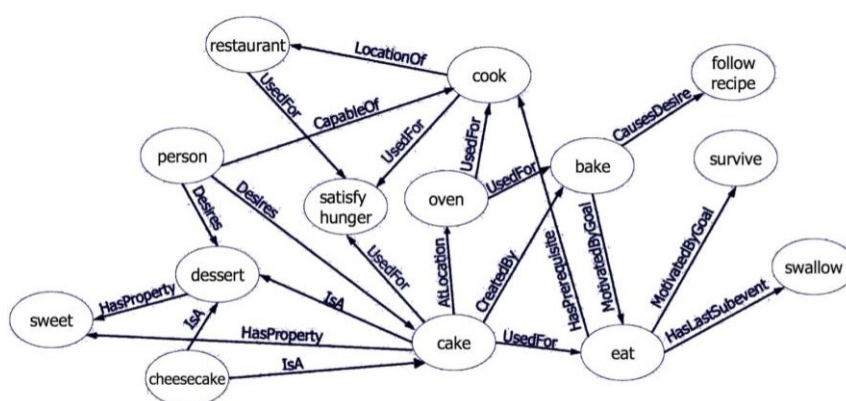 restaurant
LocationOf
cook
follow
recipe
UsedFor
CapableOf
UsedFor
UsedFor
CausesDesire
person
bake
survive
Desires
Desires
satisfy
hunger
oven
UsedFor
HasPrerequisite
MotivatedByGoal
MotivatedByGoal
dessert
UsedFor
AtLocation
CreatedBy
swallow
HasProperty
IsA
HasLastSubevent
sweet
IsA
HasProperty
cake
UsedFor
eat
cheesecake
IsA